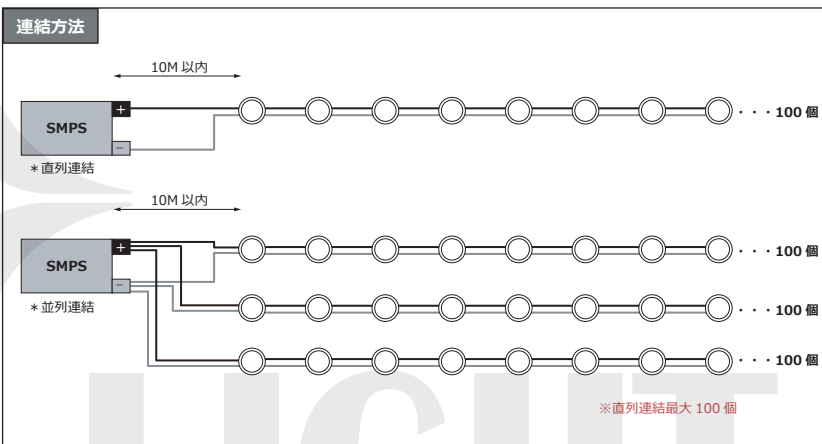 連結方法
10M 以内
+
SMPS
−
・・・100 個
＊直列連結
10M 以内
+
SMPS
−
・・・100 個
＊並列連結
・・・100 個
・・・100 個
※直列連結最大 100 個
LIGHT